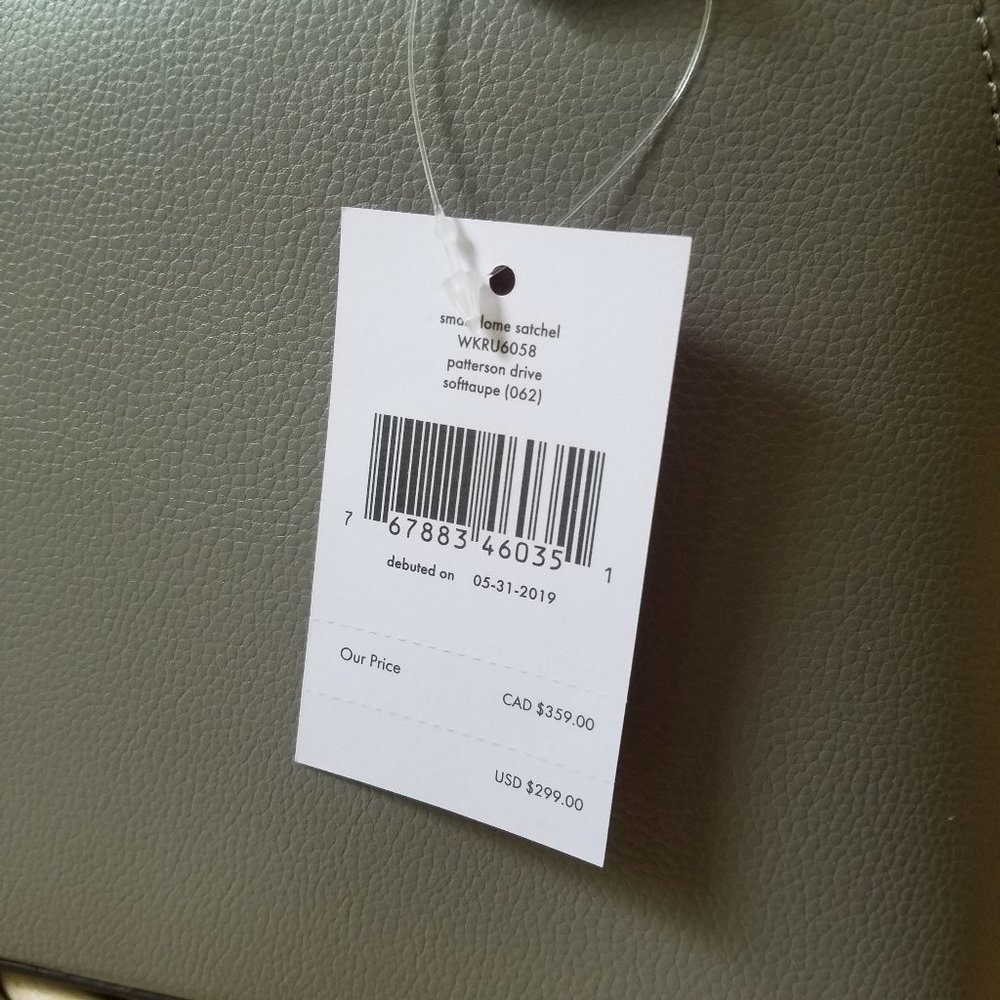 satchel
WKRU6058
patterson drive
softtaupe (062)
7 67883 46035 1
debuted on 05-31-2019
Our Price
CAD $359.00
USD $299.00